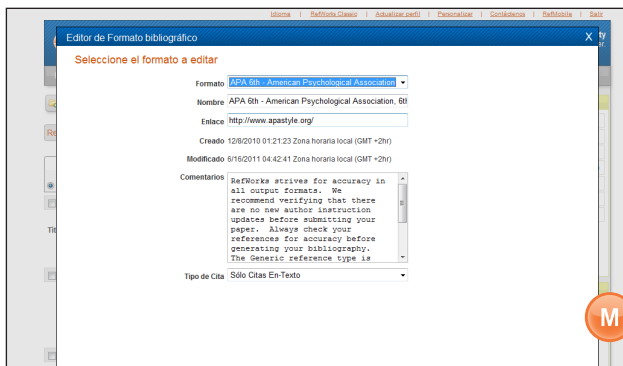 Idioma | RefWorks Classic | Actualizar perfil | Personalizar | Contáctenos | RefMobile | Salir
Editor de Formato bibliográfico X
Seleccione el formato a editar
Formato APA 6th - American Psychological Association
Nombre APA 6th - American Psychological Association, 6th
Enlace http://www.apastyle.org/
Creado 12/8/2010 01:21:23 Zona horaria local (GMT +2hr)
Modificado 6/16/2011 04:42:41 Zona horaria local (GMT +2hr)
Comentarios RefWorks strives for accuracy in
all output formats. We
recommend verifying that there
are no new author instruction
updates before submitting your
paper. Always check your
references for accuracy before
generating your bibliography.
The Generic reference type is
Tipo de Cita Sólo Citas En-Texto
M